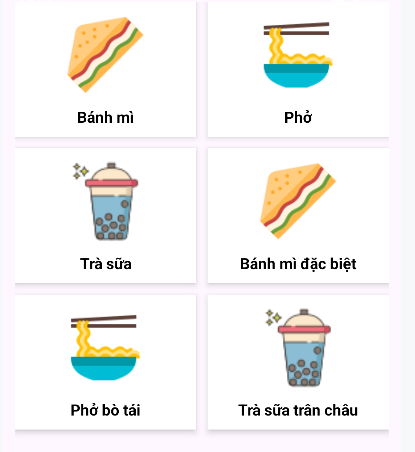 Bánh mì
Phở
Trà sữa
Bánh mì đặc biệt
Phở bò tái
Trà sữa trân châu